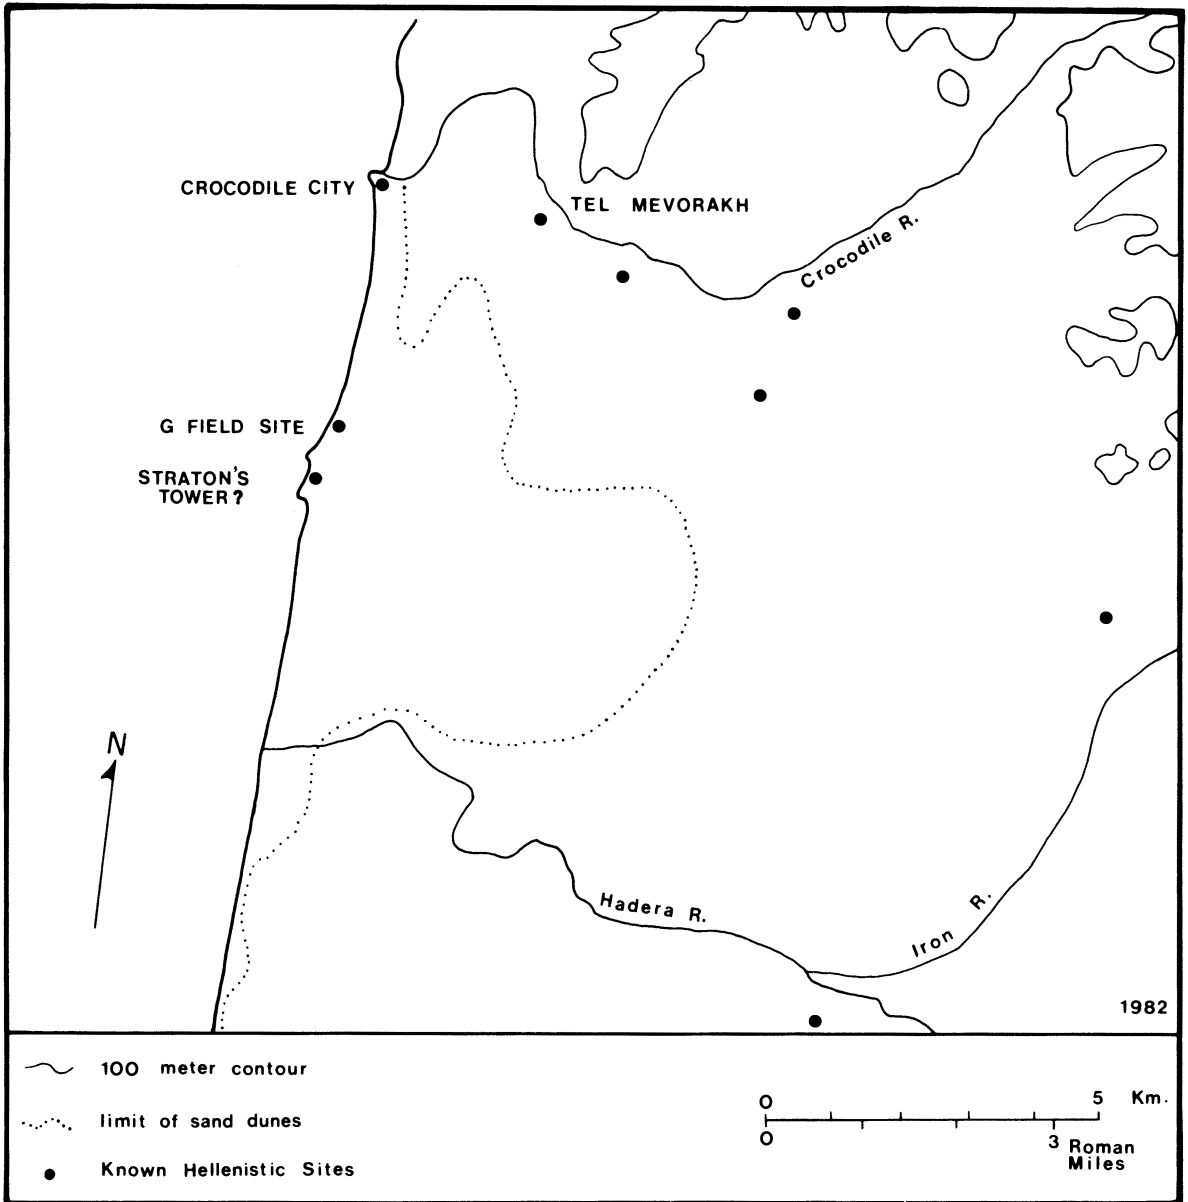 CROCODILE CITY
TEL MEVORAKH
Crocodile R.
G FIELD SITE
STRATON'S
TOWER?
N
Hadera R.
Iron R.
1982
100 meter contour
limit of sand dunes
Known Hellenistic Sites
0 5 Km.
0 3 Roman
Miles